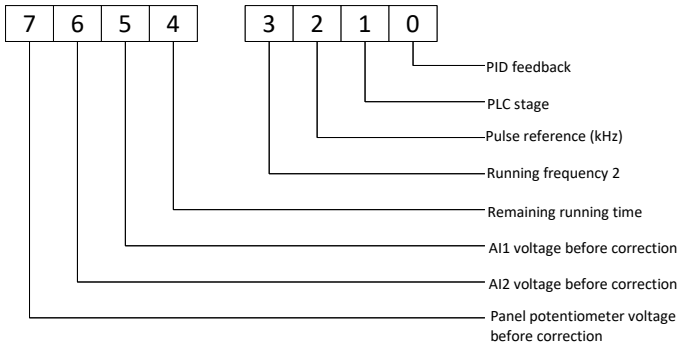 7 6 5 4 3 2 1 0
PID feedback
PLC stage
Pulse reference (kHz)
Running frequency 2
Remaining running time
AI1 voltage before correction
AI2 voltage before correction
Panel potentiometer voltage
before correction